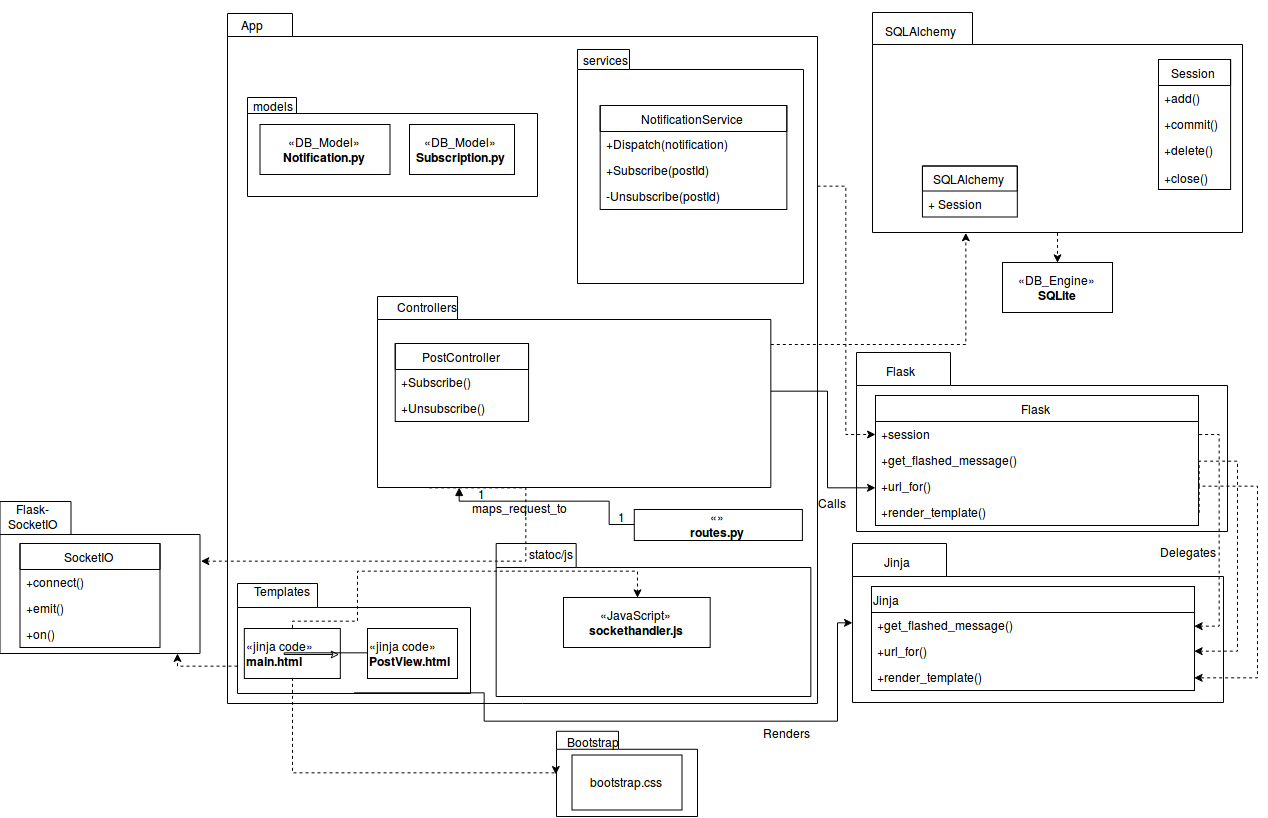 App
models
«DB_Model»
Notification.py
«DB_Model»
Subscription.py
services
NotificationService
+Dispatch(notification)
+Subscribe(postId)
-Unsubscribe(postId)
SQLAlchemy
Session
+add()
+commit()
+delete()
+close()
SQLAlchemy
+ Session
«DB_Engine»
SQLite
Controllers
PostController
+Subscribe()
+Unsubscribe()
Flask
Flask
+session
+get_flashed_message()
+url_for()
+render_template()
Calls
1
maps_request_to
1
«»
routes.py
Flask-
SocketIO
SocketIO
+connect()
+emit()
+on()
statoc/js
«JavaScript»
sockethandler.js
Templates
«jinja code»
main.html
«jinja code»
PostView.html
Delegates
Jinja
Jinja
+get_flashed_message()
+url_for()
+render_template()
Renders
Bootstrap
bootstrap.css